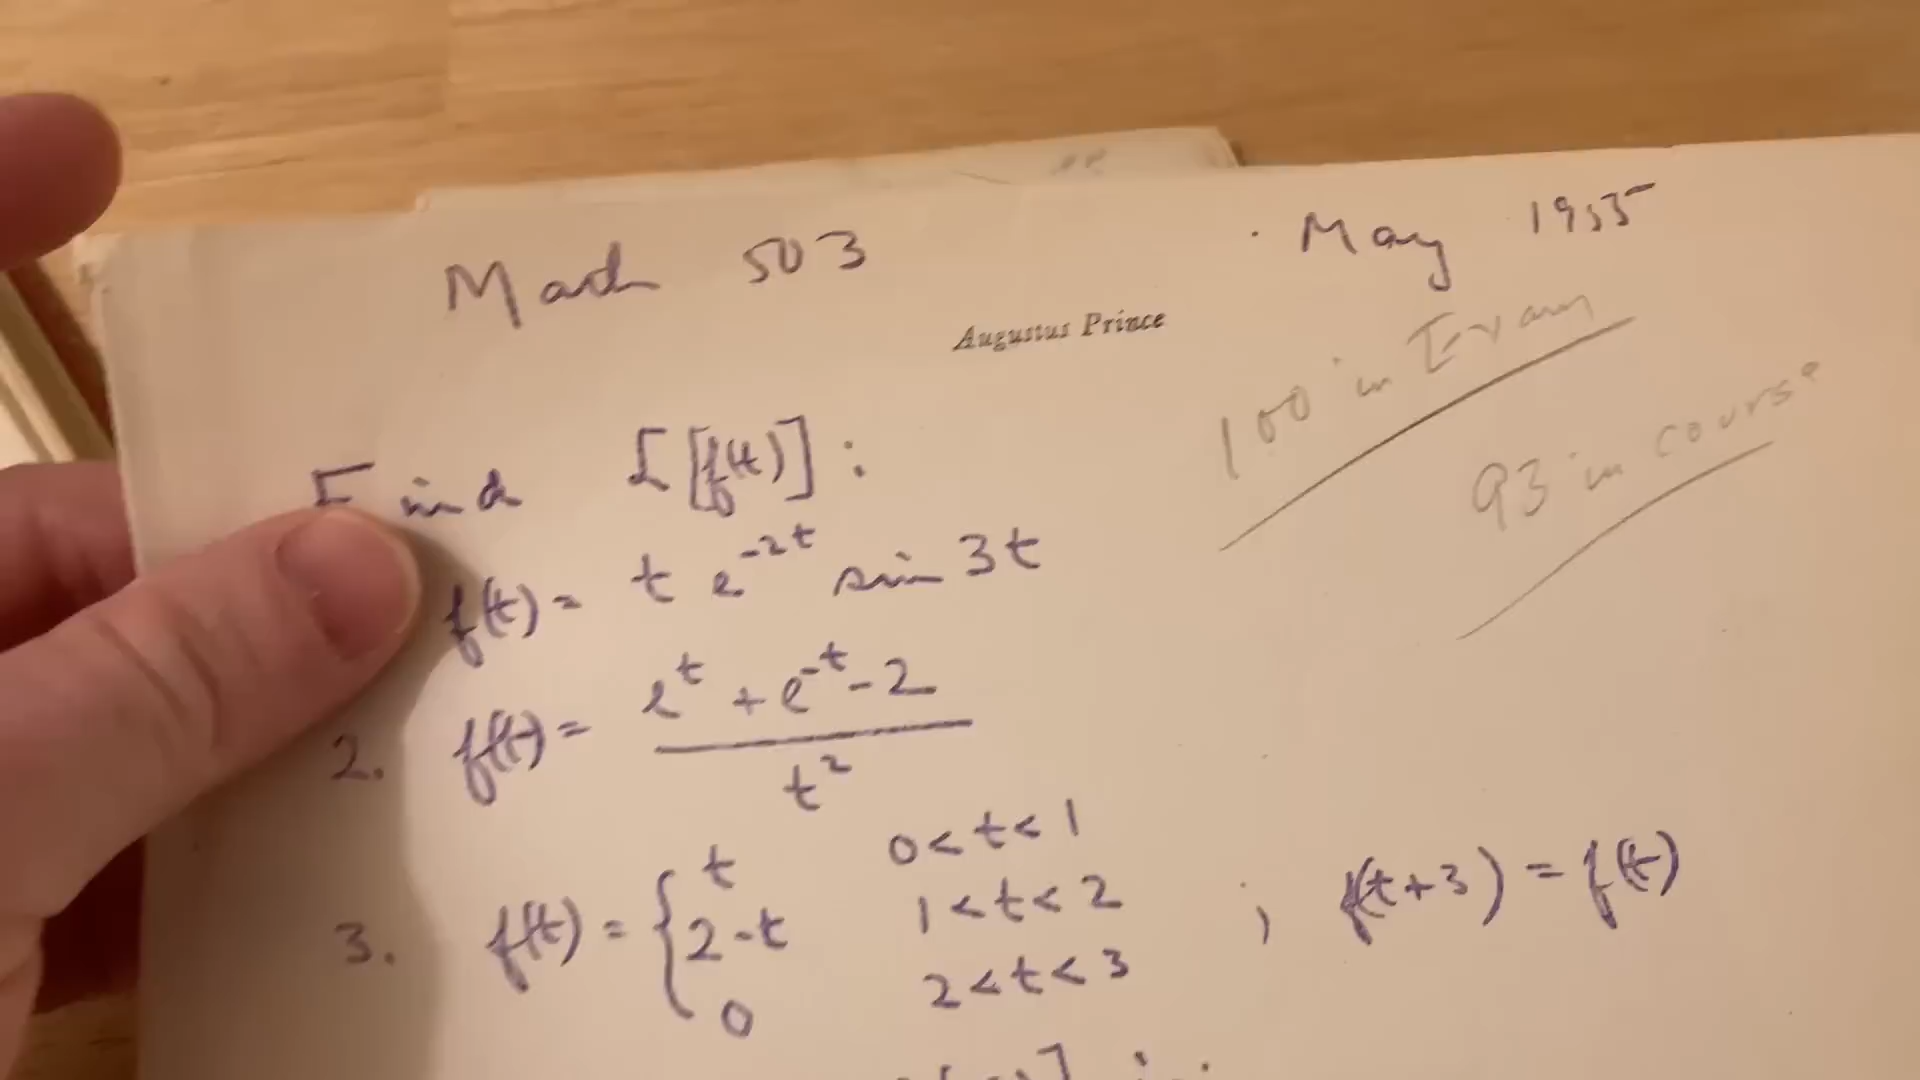 Math 503
May 1955
Augustus Prince
100 in Exam
93 in course
Find L[f(t)]:
f(t) = t e^-2t sin 3t
2. f(t) = (e^t + e^-t - 2) / t^2
3. f(t) = { t 0 < t < 1
2 - t 1 < t < 2 ; f(t+3) = f(t)
0 2 < t < 3